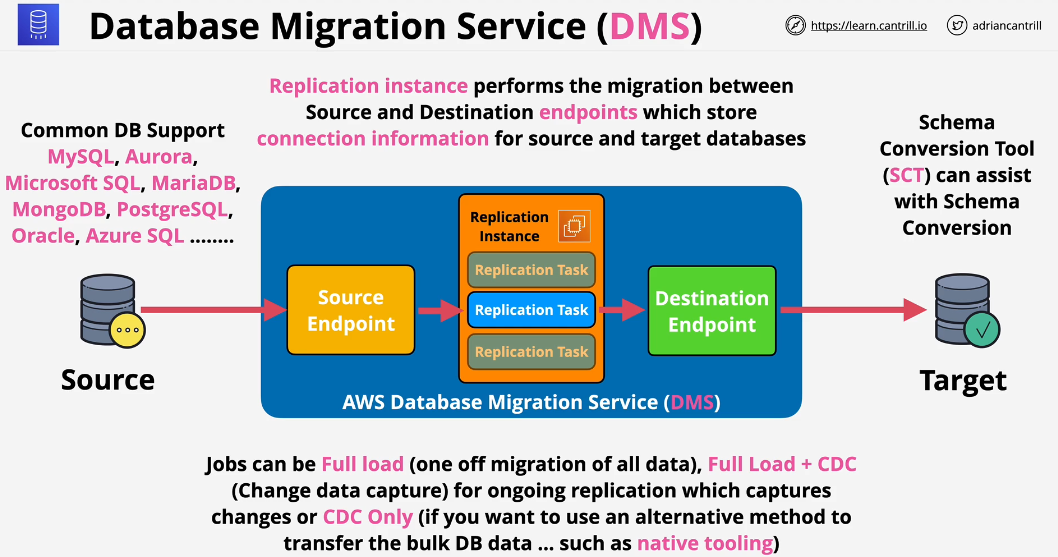 Database Migration Service (DMS)
https://learn.cantrill.io
adriancantrill
Replication instance performs the migration between
Source and Destination endpoints which store
connection information for source and target databases
Common DB Support
MySQL, Aurora,
Microsoft SQL, MariaDB,
MongoDB, PostgreSQL,
Oracle, Azure SQL ........
Schema
Conversion Tool
(SCT) can assist
with Schema
Conversion
Source
Source
Endpoint
Replication
Instance
Replication Task
Replication Task
Replication Task
Destination
Endpoint
Target
AWS Database Migration Service (DMS)
Jobs can be Full load (one off migration of all data), Full Load + CDC
(Change data capture) for ongoing replication which captures
changes or CDC Only (if you want to use an alternative method to
transfer the bulk DB data ... such as native tooling)